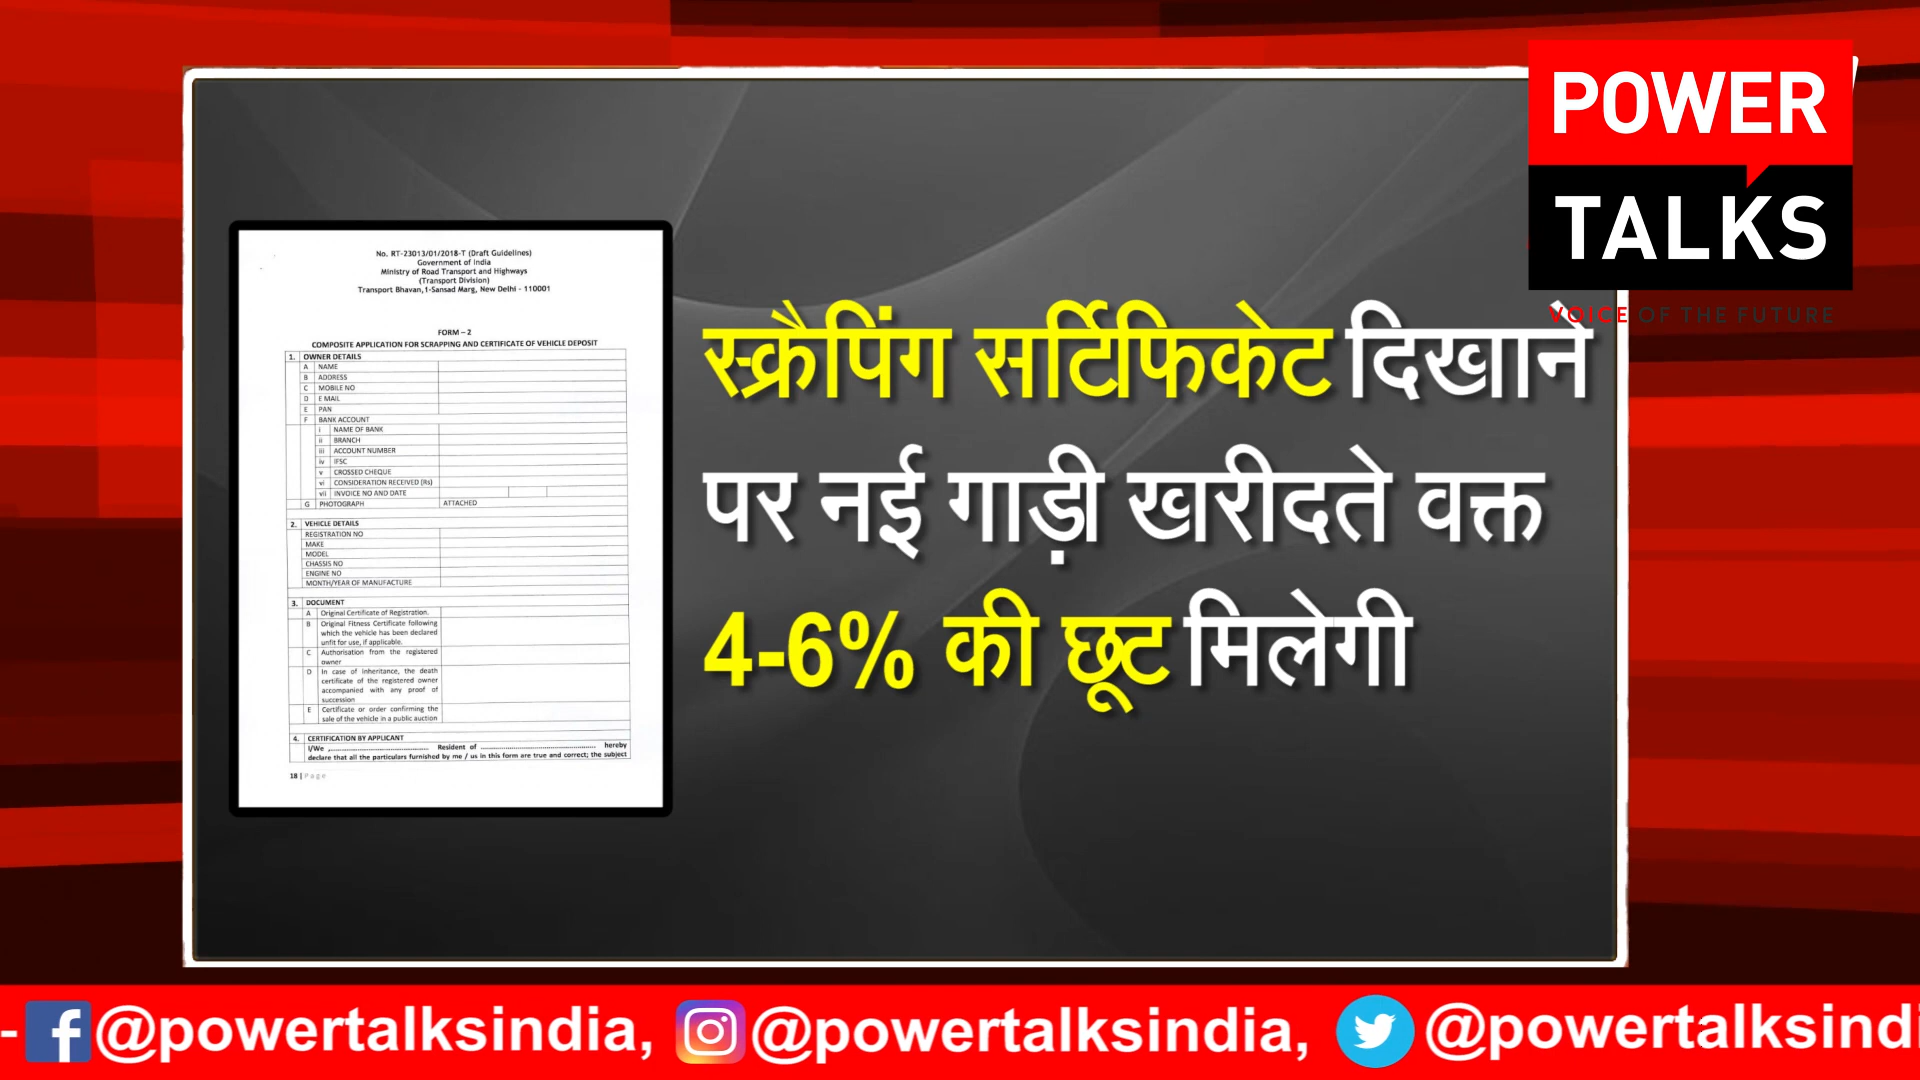 POWER
TALKS
VOICE OF THE FUTURE
No. RT-23013/01/2018-T (Draft Guidelines)
Government of India
Ministry of Road Transport and Highways
(Transport Division)
Transport Bhavan,1-Sansad Marg, New Delhi - 110001
FORM – 2
COMPOSITE APPLICATION FOR SCRAPPING AND CERTIFICATE OF VEHICLE DEPOSIT
1. OWNER DETAILS
A NAME
B ADDRESS
C MOBILE NO
D E MAIL
E PAN
F BANK ACCOUNT
i NAME OF BANK
ii BRANCH
iii ACCOUNT NUMBER
iv IFSC
v CROSSED CHEQUE
vi CONSIDERATION RECEIVED (Rs)
vii INVOICE NO AND DATE
G PHOTOGRAPH ATTACHED
2. VEHICLE DETAILS
REGISTRATION NO
MAKE
MODEL
CHASSIS NO
ENGINE NO
MONTH/YEAR OF MANUFACTURE
3. DOCUMENT
A Original Certificate of Registration.
B Original Fitness Certificate following
which the vehicle has been declared
unfit for use, if applicable.
C Authorisation from the registered
owner
D In case of inheritance, the death
certificate of the registered owner
accompanied with any proof of
succession
E Certificate or order confirming the
sale of the vehicle in a public auction
4. CERTIFICATION BY APPLICANT
I/We ,................................ Resident of ..................................... hereby
declare that all the particulars furnished by me / us in this form are true and correct; the subject
18 | Page
स्क्रैपिंग सर्टिफिकेट दिखाने
पर नई गाड़ी खरीदते वक्त
4-6% की छूट मिलेगी
- @powertalksindia, @powertalksindia, @powertalksindi